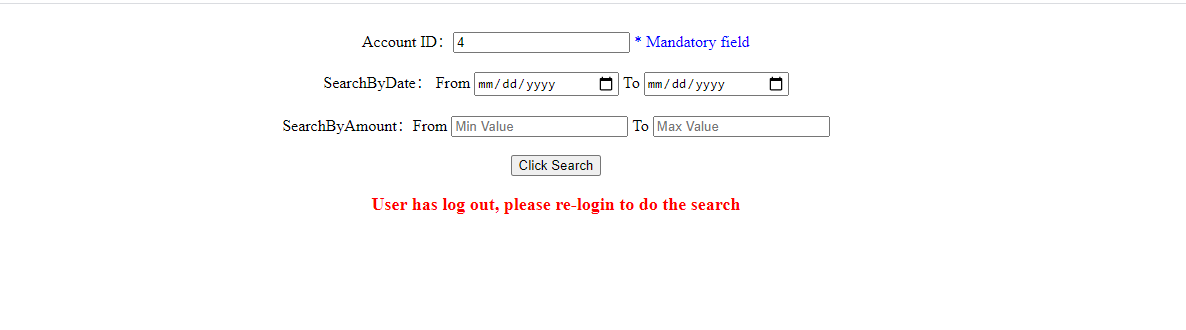 Account ID： 4 * Mandatory field
SearchByDate： From mm/dd/yyyy To mm/dd/yyyy
SearchByAmount：From Min Value To Max Value
Click Search
User has log out, please re-login to do the search